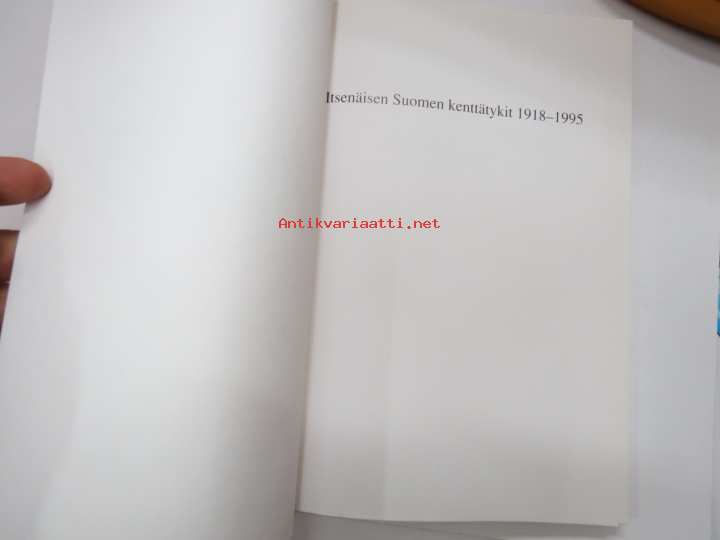 Itsenäisen Suomen kenttätykit 1918–1995
Antikvariaatti.net